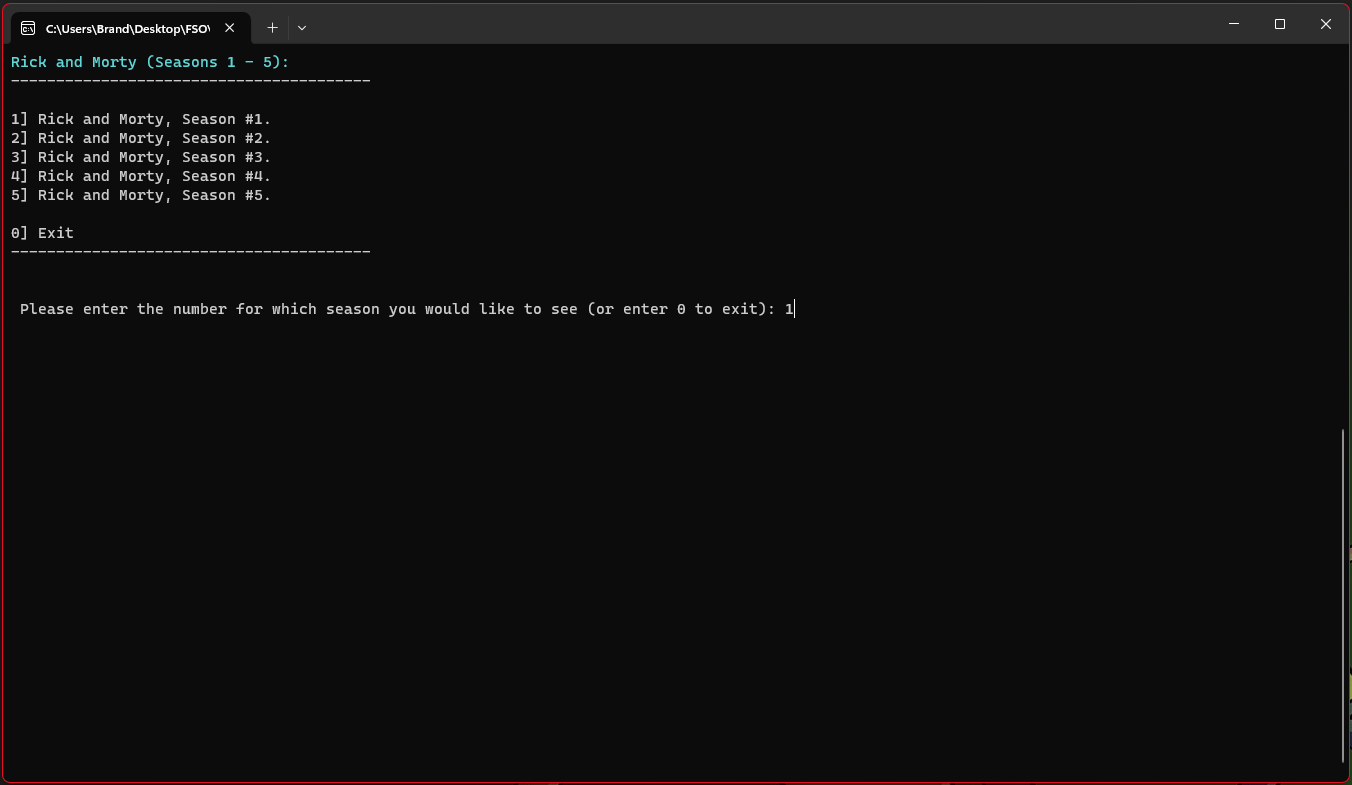 C:\Users\Brand\Desktop\FSO\
Rick and Morty (Seasons 1 - 5):
----------------------------------------
1] Rick and Morty, Season #1.
2] Rick and Morty, Season #2.
3] Rick and Morty, Season #3.
4] Rick and Morty, Season #4.
5] Rick and Morty, Season #5.
0] Exit
----------------------------------------
Please enter the number for which season you would like to see (or enter 0 to exit): 1